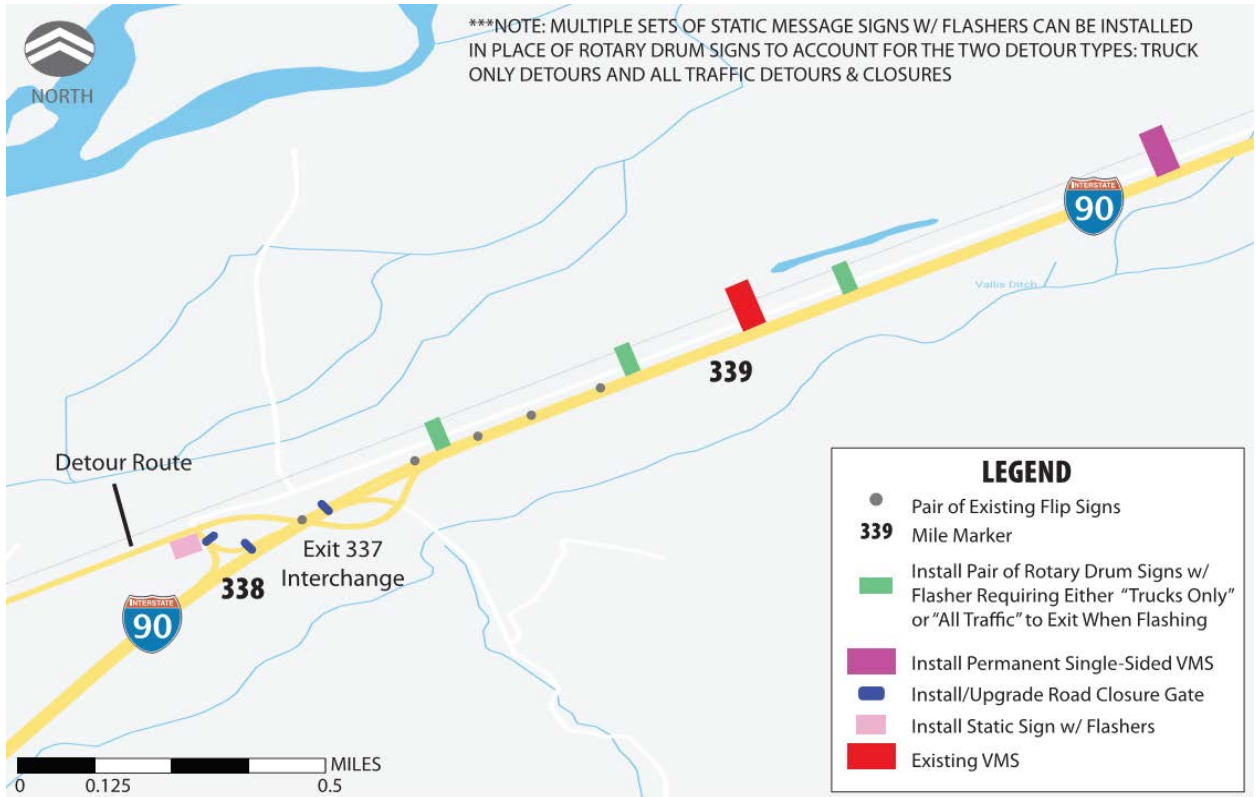 ***NOTE: MULTIPLE SETS OF STATIC MESSAGE SIGNS W/ FLASHERS CAN BE INSTALLED
IN PLACE OF ROTARY DRUM SIGNS TO ACCOUNT FOR THE TWO DETOUR TYPES: TRUCK
ONLY DETOURS AND ALL TRAFFIC DETOURS & CLOSURES
NORTH
INTERSTATE
90
Vallis Ditch
339
Detour Route
Exit 337
Interchange
338
INTERSTATE
90
LEGEND
Pair of Existing Flip Signs
339 Mile Marker
Install Pair of Rotary Drum Signs w/
Flasher Requiring Either "Trucks Only"
or "All Traffic" to Exit When Flashing
Install Permanent Single-Sided VMS
Install/Upgrade Road Closure Gate
Install Static Sign w/ Flashers
Existing VMS
MILES
0 0.125 0.5